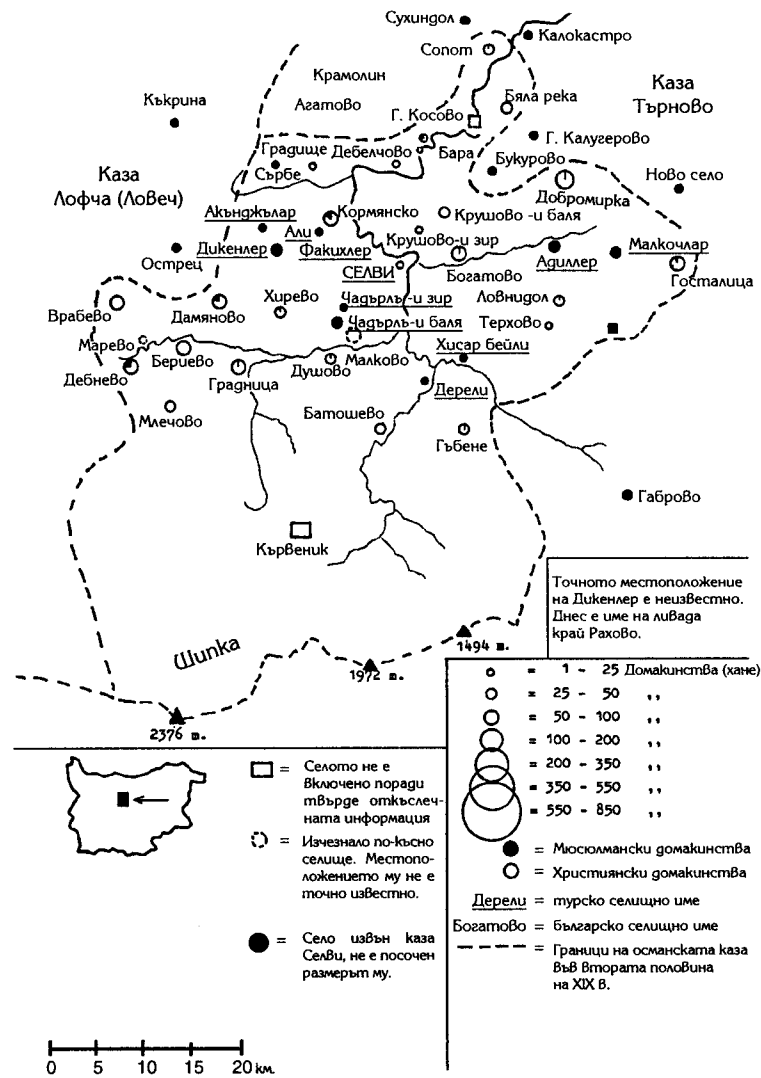 Сухиндол
Калокастро
Сопот
Крамолин
Каза
Търново
Агатово
Бяла река
Къкрина
Г. Косово
Г. Калугерово
Градище
Дебелчово
Бара
Букурово
Сърбе
Каза
Лофча (Ловеч)
Ново село
Добромирка
Акънджълар
Кормянско
Крушово -и баля
Али
Факихлер
Крушово-и зир
Дикенлер
Малкочлар
Острец
СЕЛВИ
Богатово
Адиллер
Госталица
Врабево
Дамяново
Хирево
Чадърлъ-и зир
Ловнидол
Чадърлъ-и баля
Терхово
Марево
Бериево
Малково
Хисар бейли
Дебнево
Градница
Душово
Дерели
Млечово
Батошево
Гъбене
Габрово
Кървеник
Точното местоположение
на Дикенлер е неизвестно.
Днес е име на ливада
край Рахово.
Шипка
1494 m.
1972 m.
2376 m.
= 1 - 25 Домакинства (хане)
= 25 - 50 ,,
= 50 - 100 ,,
= 100 - 200 ,,
= 200 - 350 ,,
= 350 - 550 ,,
= 550 - 850 ,,
= Мюсюлмански домакинства
= Християнски домакинства
Дерели = турско селищно име
Богатово = българско селищно име
= Граници на османската каза
във втората половина
на XIX в.
= Селото не е
включено поради
твърде откъслеч-
ната информация
= Изчезнало по-късно
селище. Местопо-
ложението му не е
точно известно.
= Село извън каза
Селви, не е посочен
размерът му.
0 5 10 15 20 км.